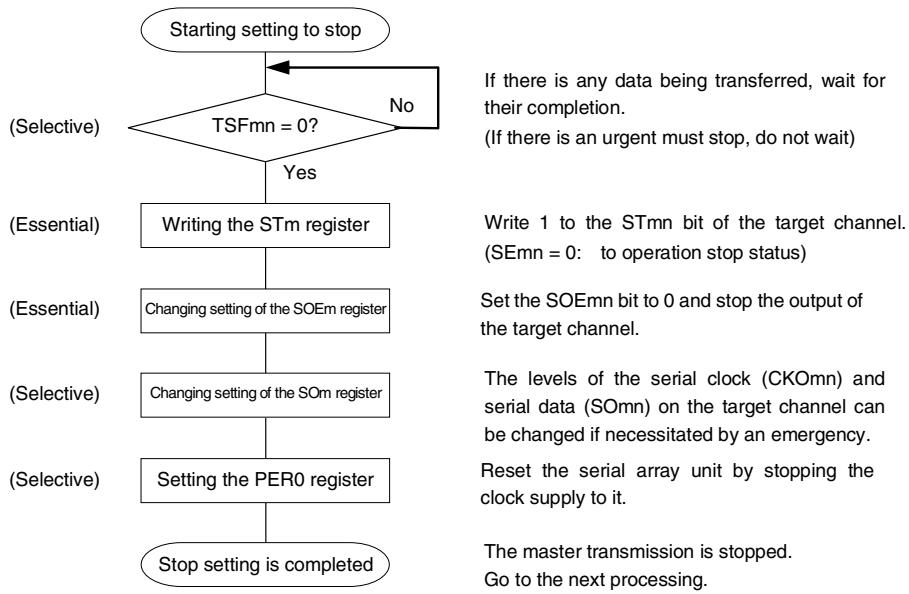 Starting setting to stop
No
If there is any data being transferred, wait for
their completion.
(If there is an urgent must stop, do not wait)
(Selective)
TSFmn = 0?
Yes
(Essential)
Writing the STm register
Write 1 to the STmn bit of the target channel.
(SEmn = 0: to operation stop status)
(Essential)
Changing setting of the SOEm register
Set the SOEmn bit to 0 and stop the output of
the target channel.
(Selective)
Changing setting of the SOm register
The levels of the serial clock (CKOmn) and
serial data (SOmn) on the target channel can
be changed if necessitated by an emergency.
(Selective)
Setting the PER0 register
Reset the serial array unit by stopping the
clock supply to it.
Stop setting is completed
The master transmission is stopped.
Go to the next processing.